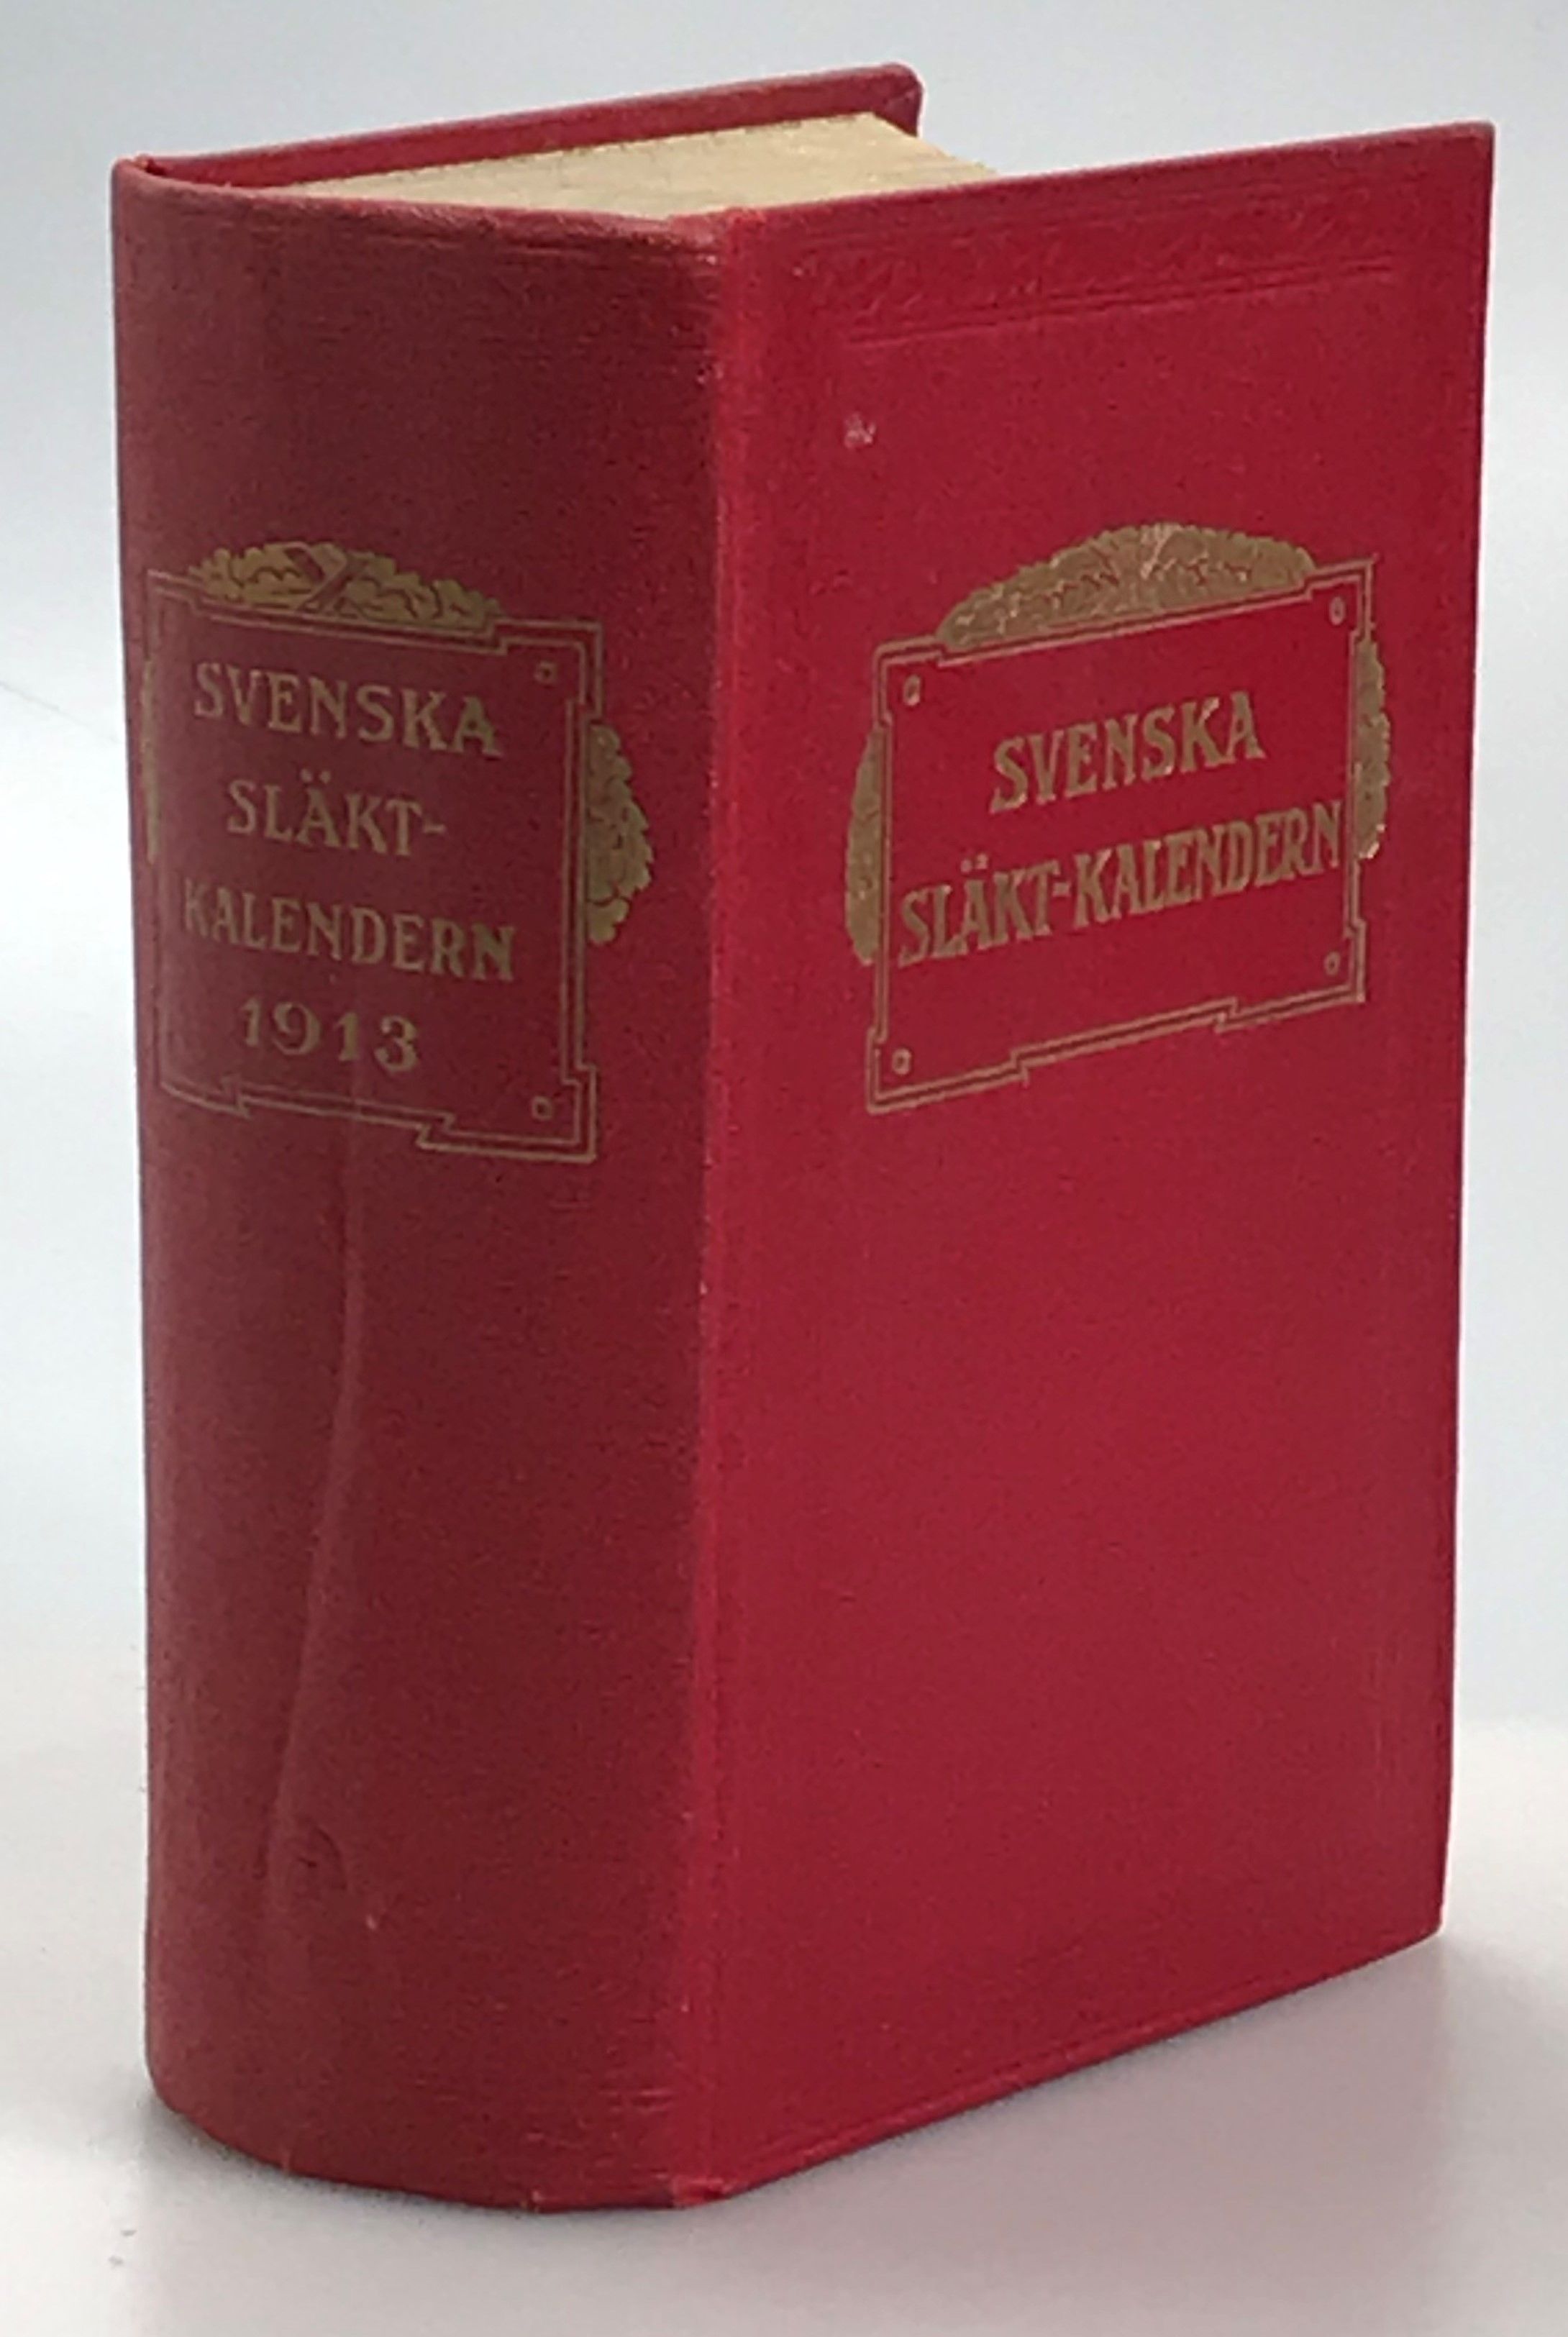 SVENSKA
SLÄKT-
KALENDERN
1913
SVENSKA
SLÄKT-KALENDERN